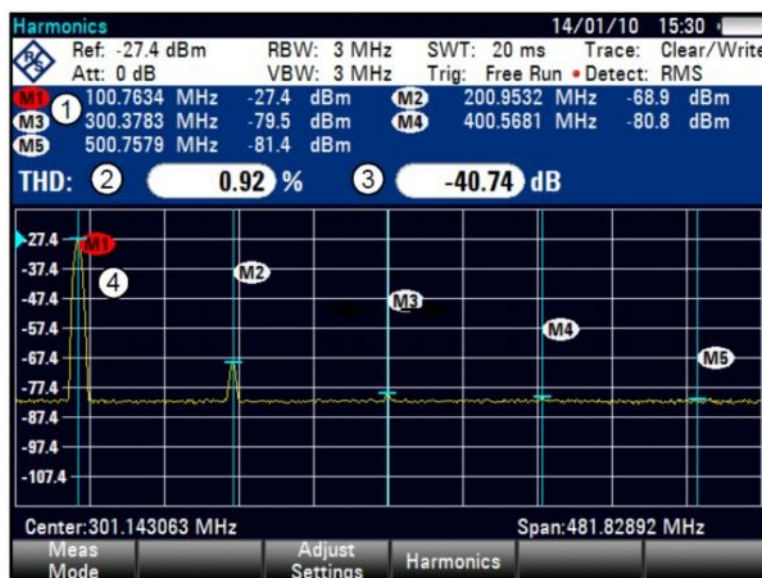 Harmonics 14/01/10 15:30
Ref: -27.4 dBm RBW: 3 MHz SWT: 20 ms Trace: Clear/Write
Att: 0 dB VBW: 3 MHz Trig: Free Run Detect: RMS
M1 1 100.7634 MHz -27.4 dBm M2 200.9532 MHz -68.9 dBm
M3 300.3783 MHz -79.5 dBm M4 400.5681 MHz -80.8 dBm
M5 500.7579 MHz -81.4 dBm
THD: 2 0.92 % 3 -40.74 dB
-27.4 M1
-37.4 4 M2
-47.4 M3
-57.4 M4
-67.4 M5
-77.4
-87.4
-97.4
-107.4
Center:301.143063 MHz Span:481.82892 MHz
Meas Mode Adjust Settings Harmonics